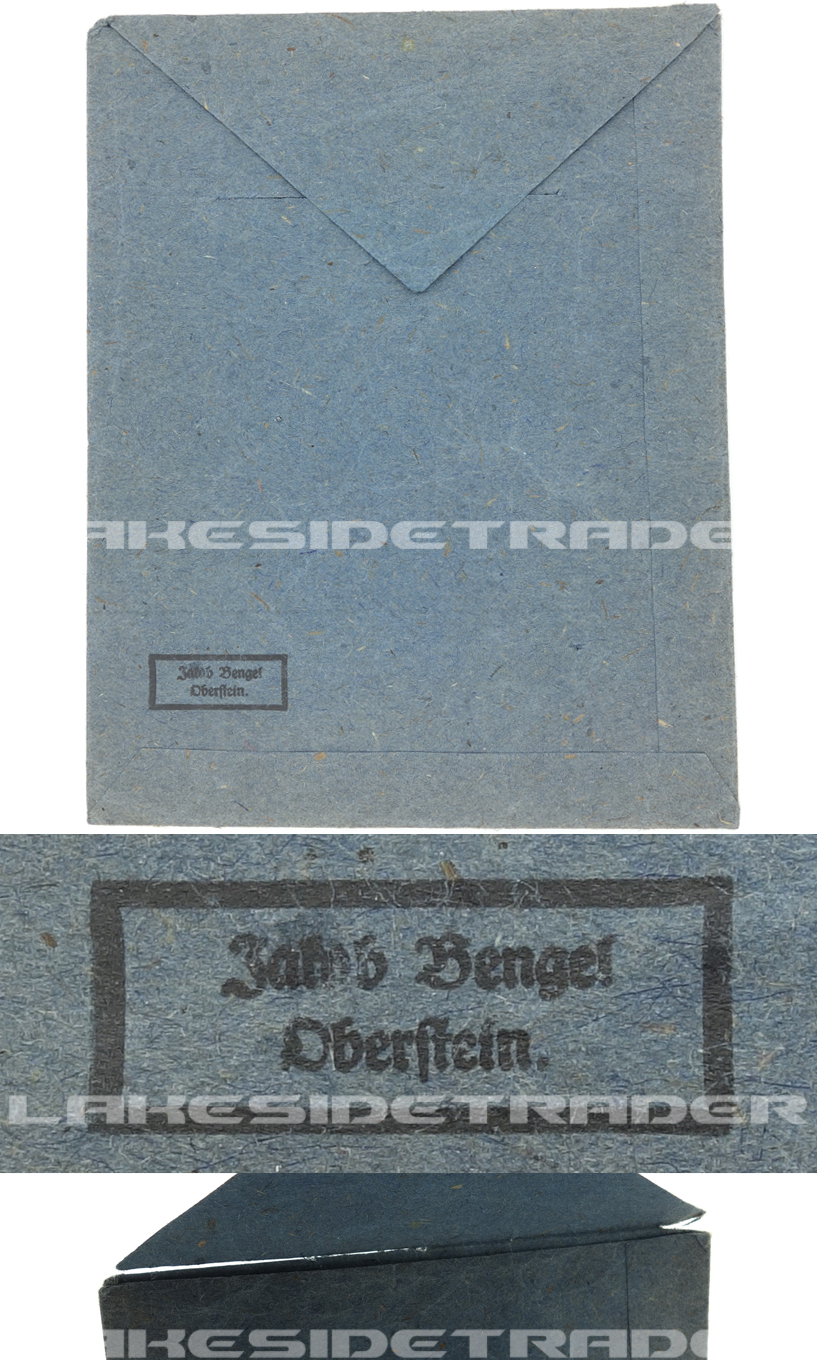 LAKESIDETRADER
Jakob Bengel
Oberstein.
Jakob Bengel
Oberstein.
LAKESIDETRADER
LAKESIDETRADER